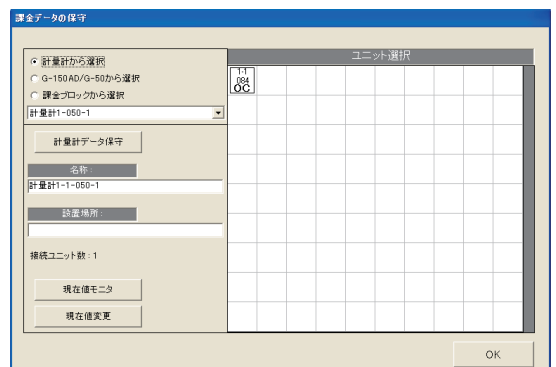 課金データの保守
計量計から選択
G-150AD/G-50から選択
課金ブロックから選択
計量計1-050-1
計量計データ保守
名称:
計量計1-1-050-1
設置場所:
接続ユニット数:1
現在値モニタ
現在値変更
ユニット選択
1-1
084
OC
OK